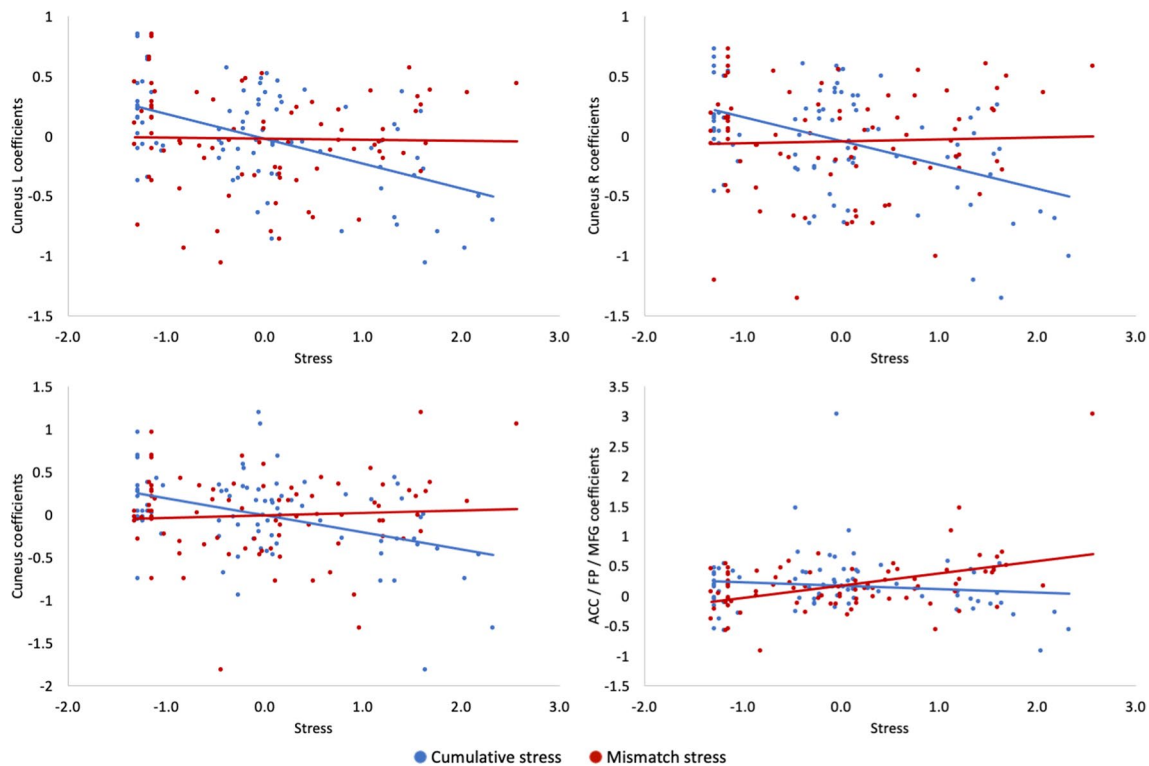 1
0.5
0
-0.5
-1
-1.5
-2.0 -1.0 0.0 1.0 2.0 3.0
Cuneus L coefficients
Stress
1
0.5
0
-0.5
-1
-1.5
-2.0 -1.0 0.0 1.0 2.0 3.0
Cuneus R coefficients
Stress
1.5
1
0.5
0
-0.5
-1
-1.5
-2
-2.0 -1.0 0.0 1.0 2.0 3.0
Cuneus coefficients
Stress
3.5
3
2.5
2
1.5
1
0.5
0
-0.5
-1
-1.5
-2.0 -1.0 0.0 1.0 2.0 3.0
ACC / FP / MFG coefficients
Stress
Cumulative stress Mismatch stress